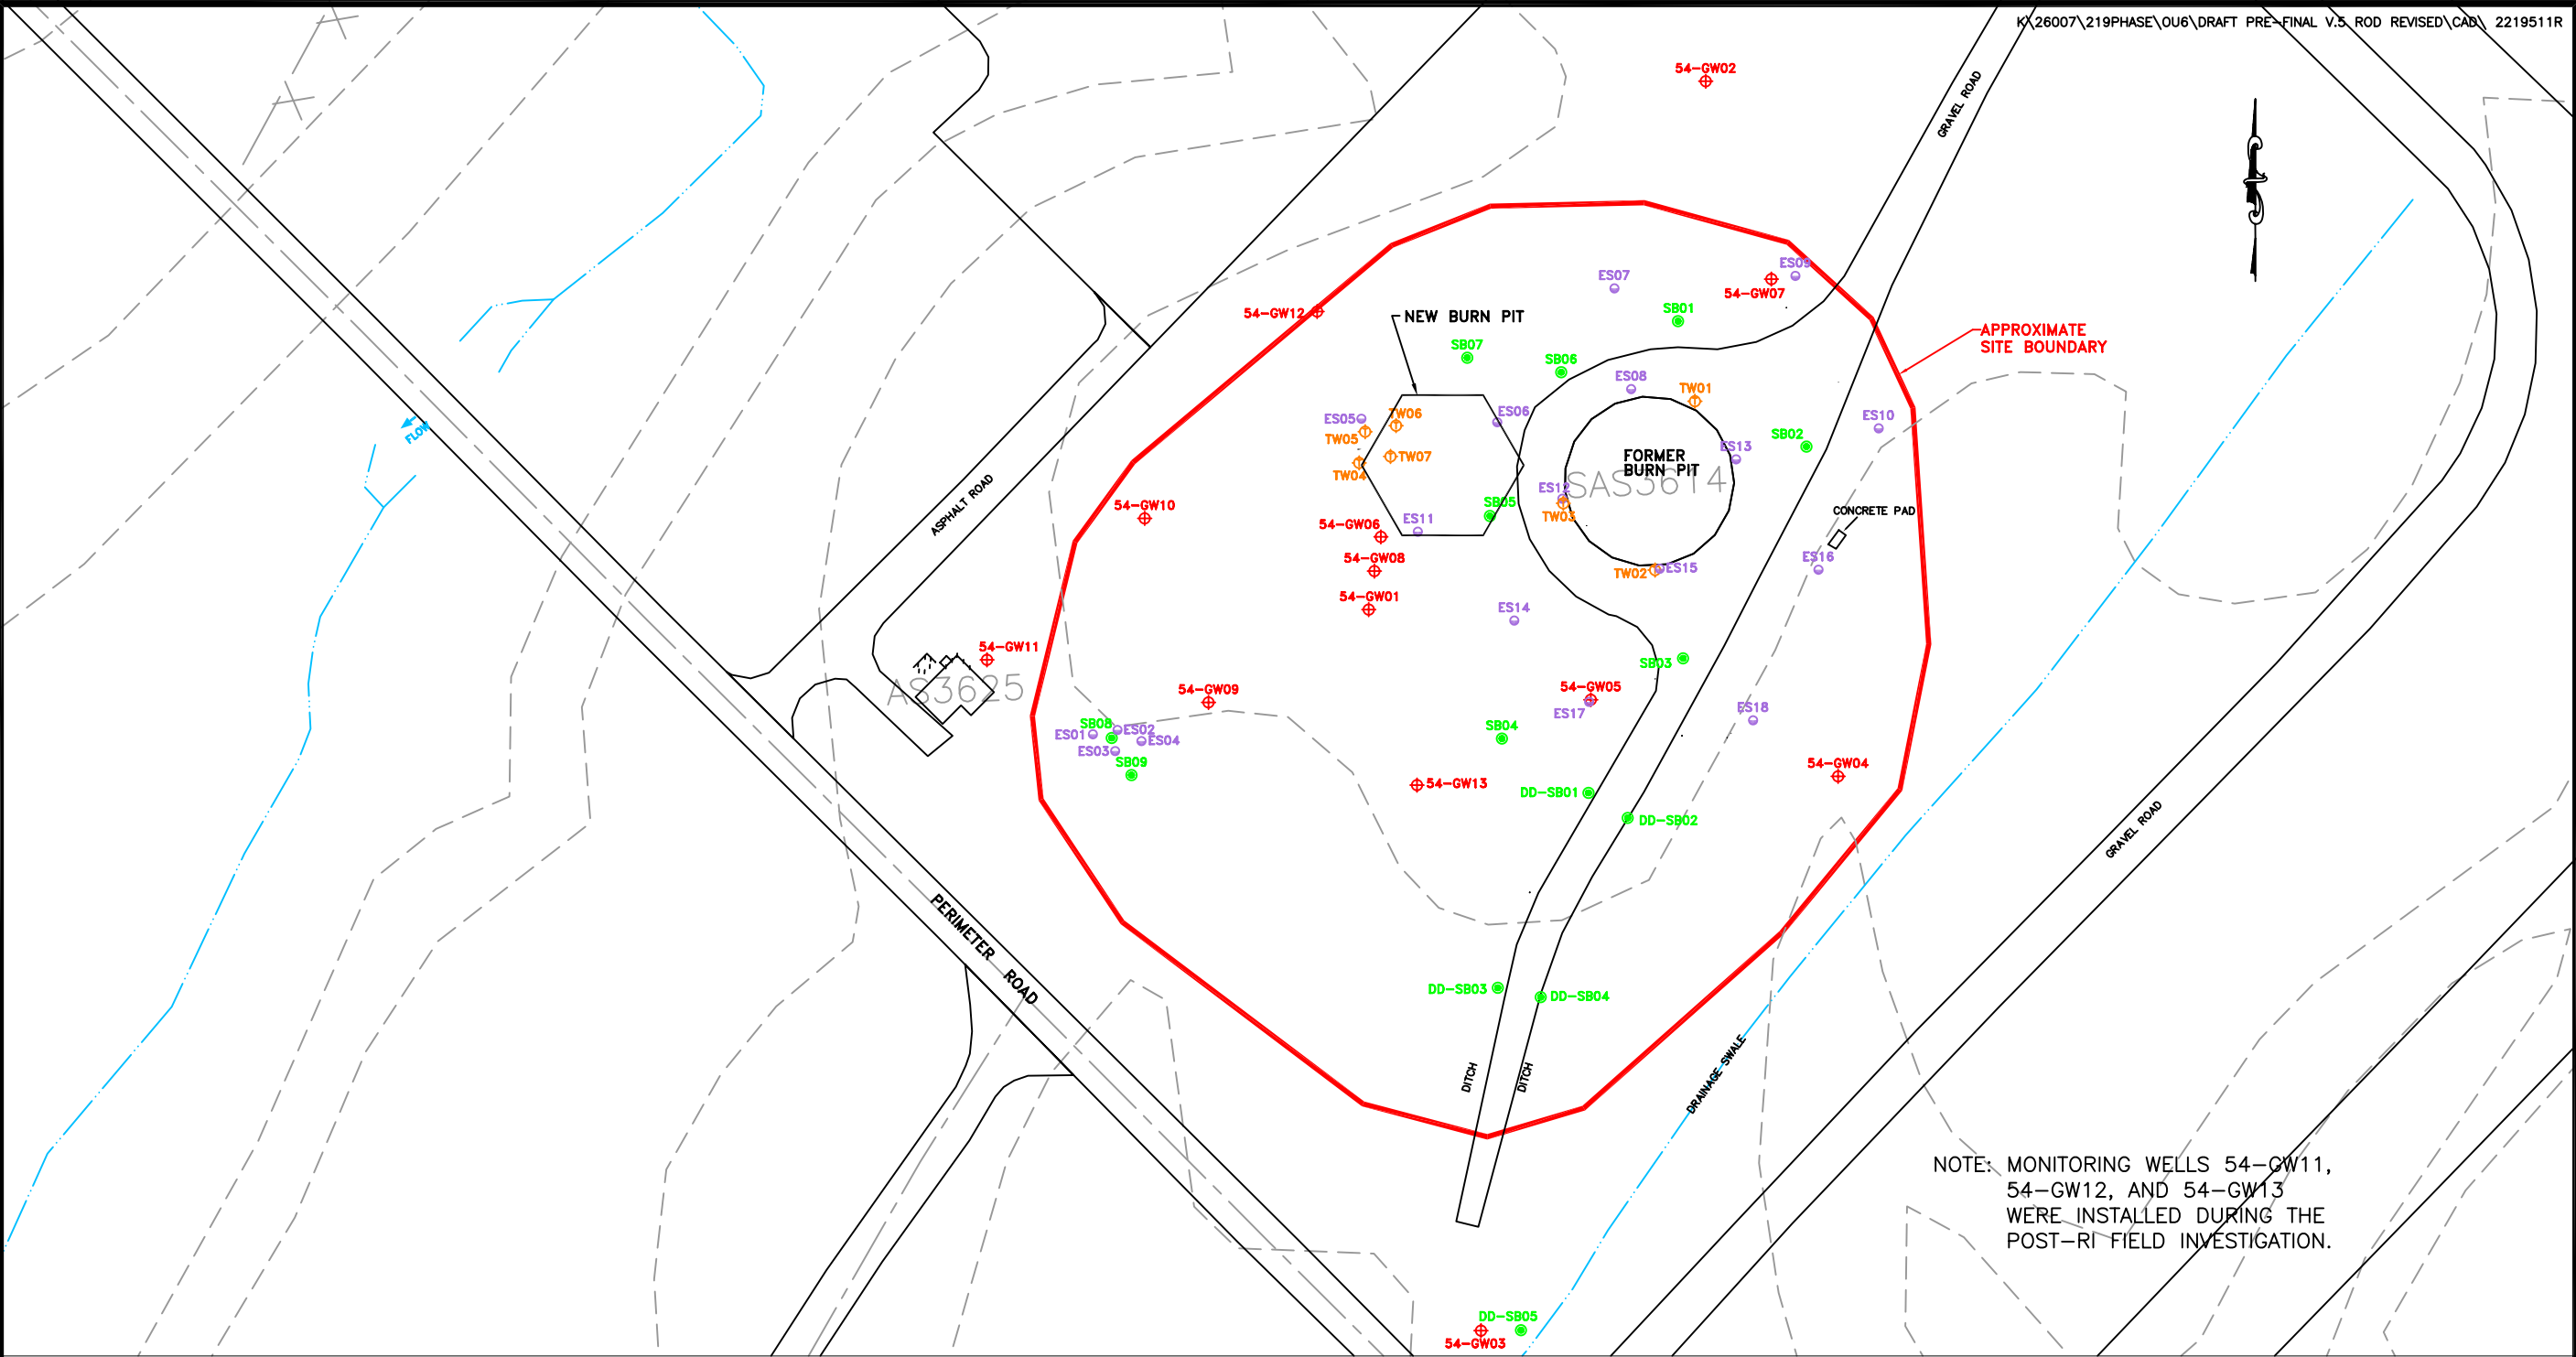 K\26007\219PHASE\OU6\DRAFT PRE-FINAL V.5 ROD REVISED\CAD\ 2219511R
54-GW02
GRAVEL ROAD
ES09
ES07
54-GW07
SB01
54-GW12
NEW BURN PIT
APPROXIMATE
SITE BOUNDARY
SB07
SB06
ES08
TW01
ES05
TW06
ES06
ES10
FLOW
TW05
SB02
ES13
TW07
FORMER
BURN PIT
TW04
SAS3614
ES12
ASPHALT ROAD
54-GW10
SB05
TW03
CONCRETE PAD
ES11
54-GW06
54-GW08
ES16
TW02
ES15
54-GW01
ES14
54-GW11
SB03
AS3625
54-GW09
54-GW05
ES17
ES18
SB08
ES01
ES02
ES04
ES03
SB04
SB09
54-GW04
54-GW13
DD-SB01
DD-SB02
GRAVEL ROAD
PERIMETER ROAD
DD-SB03
DD-SB04
DITCH
DITCH
DRAINAGE SWALE
NOTE: MONITORING WELLS 54-GW11,
54-GW12, AND 54-GW13
WERE INSTALLED DURING THE
POST-RI FIELD INVESTIGATION.
DD-SB05
54-GW03